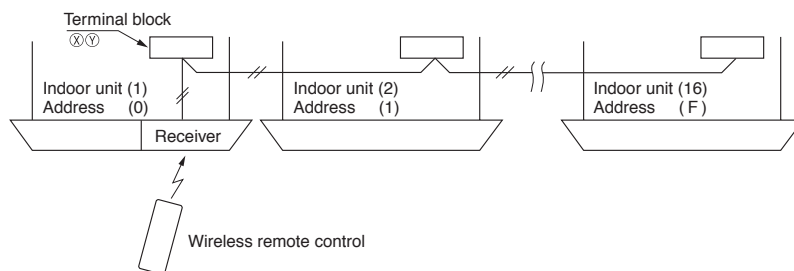 Terminal block
ⓍⓎ
Indoor unit (1)
Address (0)
Indoor unit (2)
Address (1)
Indoor unit (16)
Address ( F )
Receiver
Wireless remote control